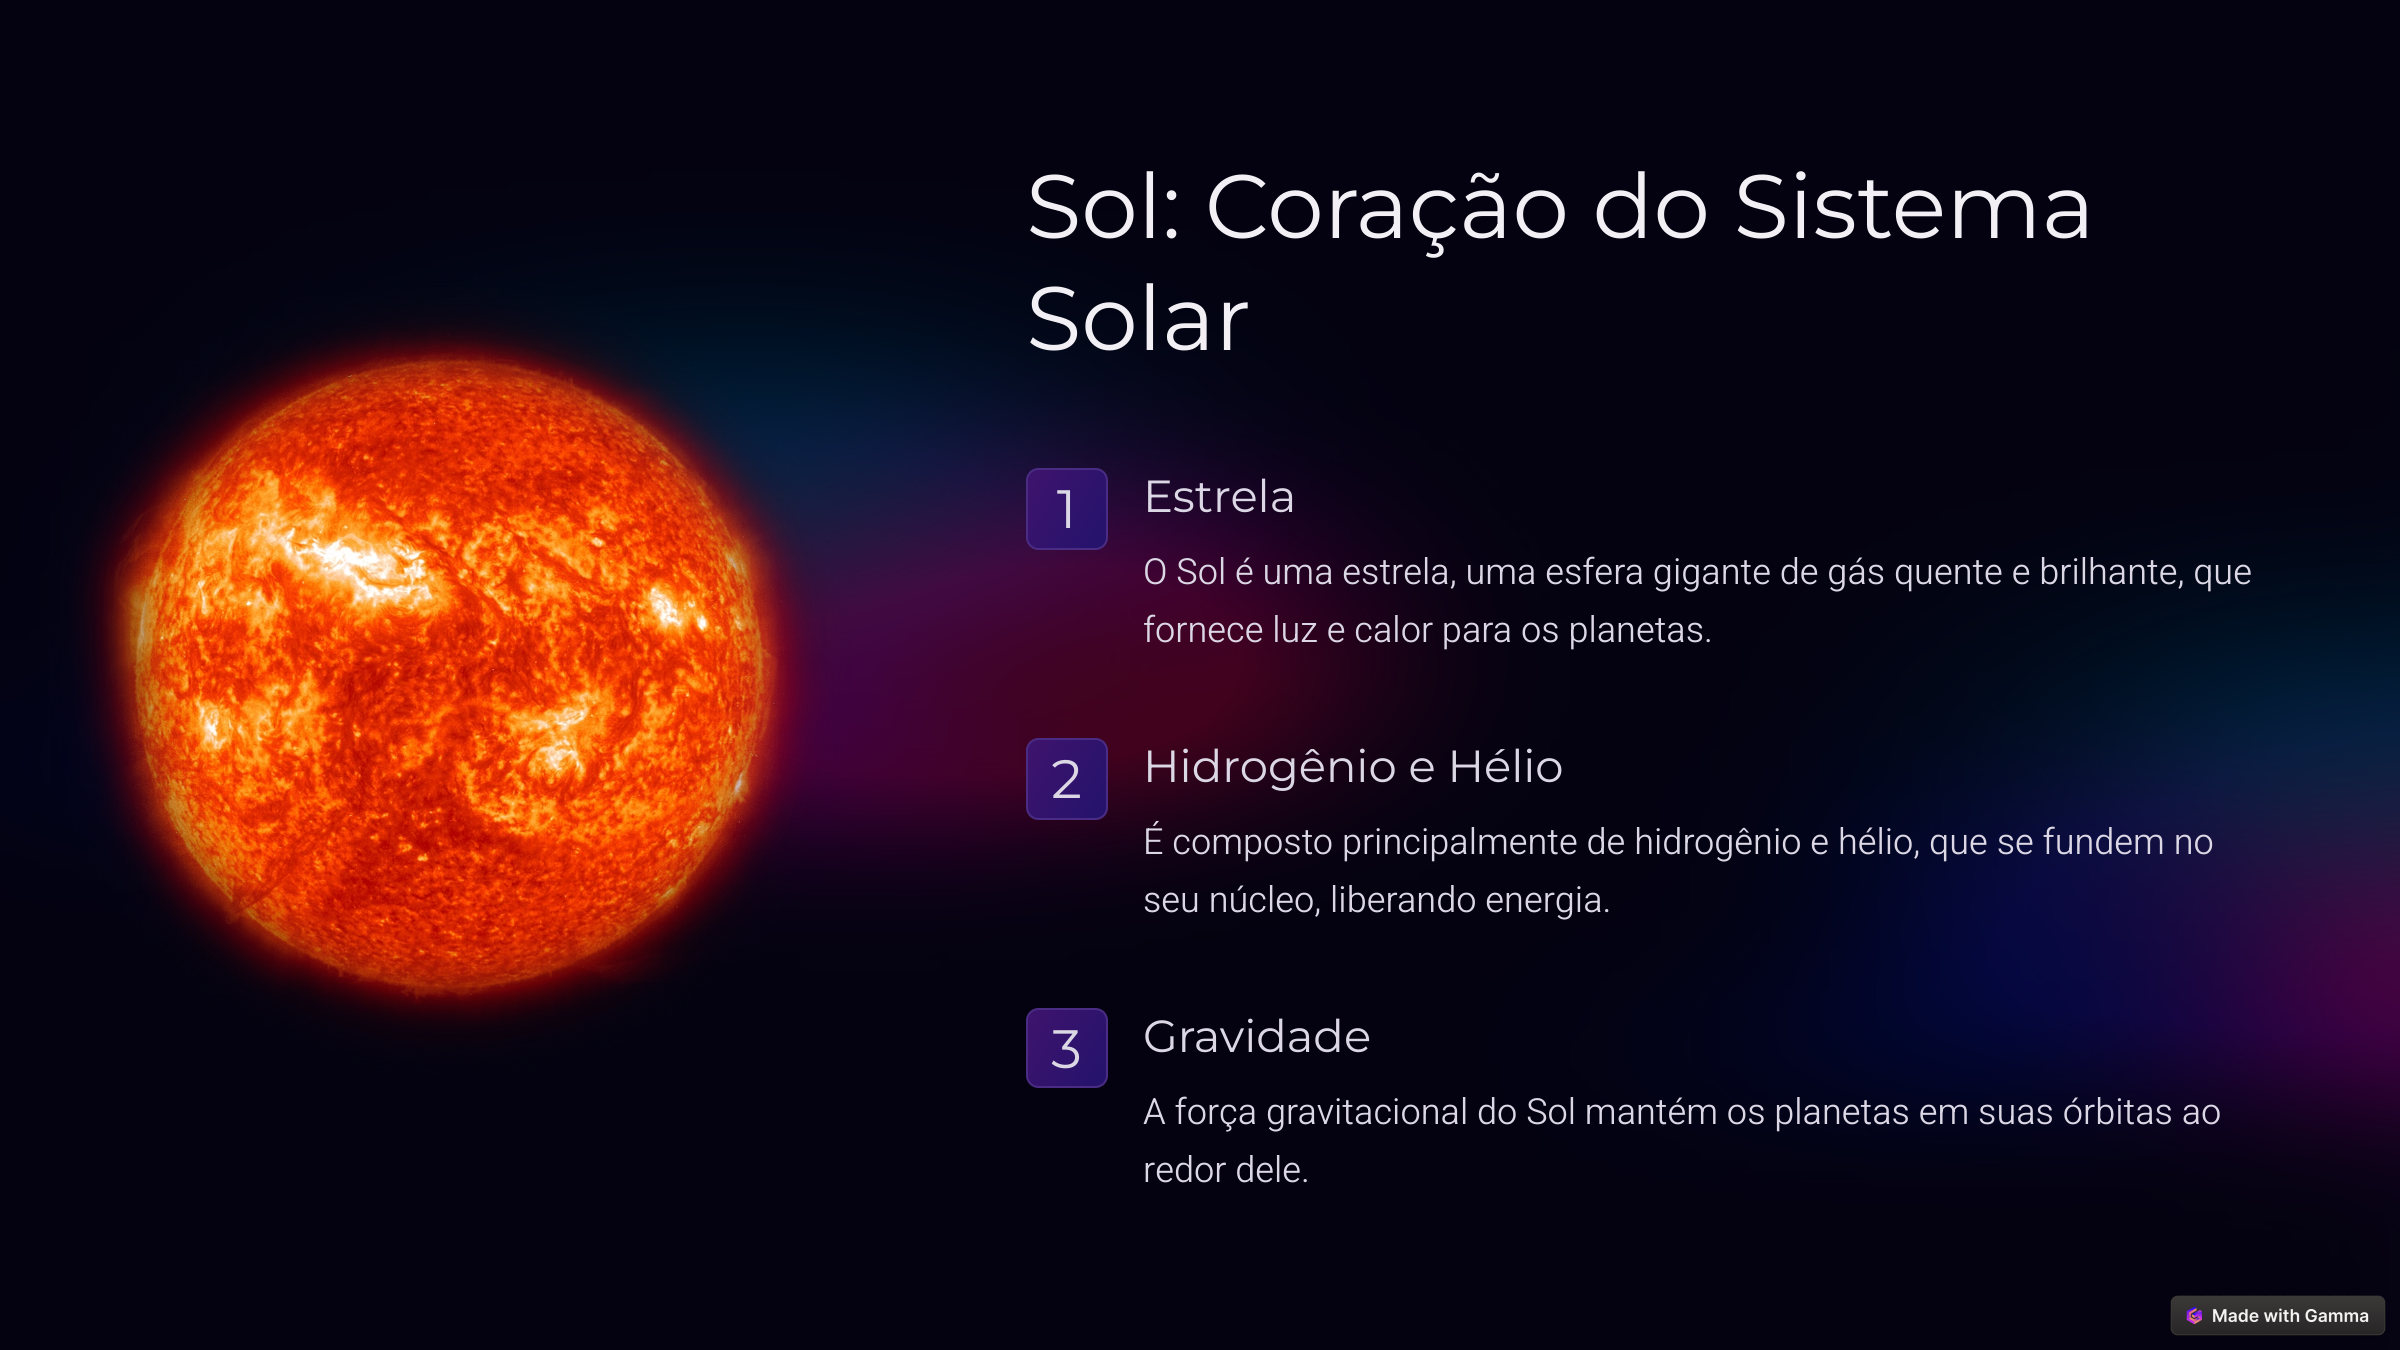 Sol: Coração do Sistema
Solar
1
Estrela
O Sol é uma estrela, uma esfera gigante de gás quente e brilhante, que
fornece luz e calor para os planetas.
2
Hidrogênio e Hélio
É composto principalmente de hidrogênio e hélio, que se fundem no
seu núcleo, liberando energia.
3
Gravidade
A força gravitacional do Sol mantém os planetas em suas órbitas ao
redor dele.
Made with Gamma